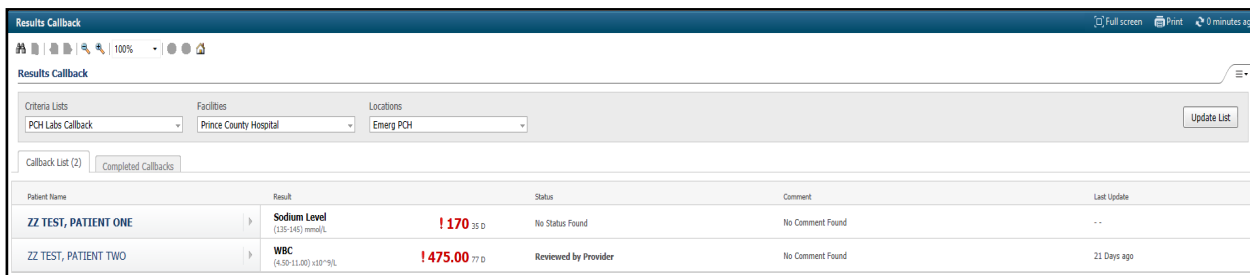 Results Callback Full screen Print 0 minutes ag
100%
Results Callback
Criteria Lists Facilities Locations
PCH Labs Callback Prince County Hospital Emerg PCH Update List
Callback List (2) Completed Callbacks
Patient Name Result Status Comment Last Update
ZZ TEST, PATIENT ONE Sodium Level ! 170 35 D No Status Found No Comment Found - -
(135-145) mmol/L
ZZ TEST, PATIENT TWO WBC ! 475.00 77 D Reviewed by Provider No Comment Found 21 Days ago
(4.50-11.00) x10^9/L